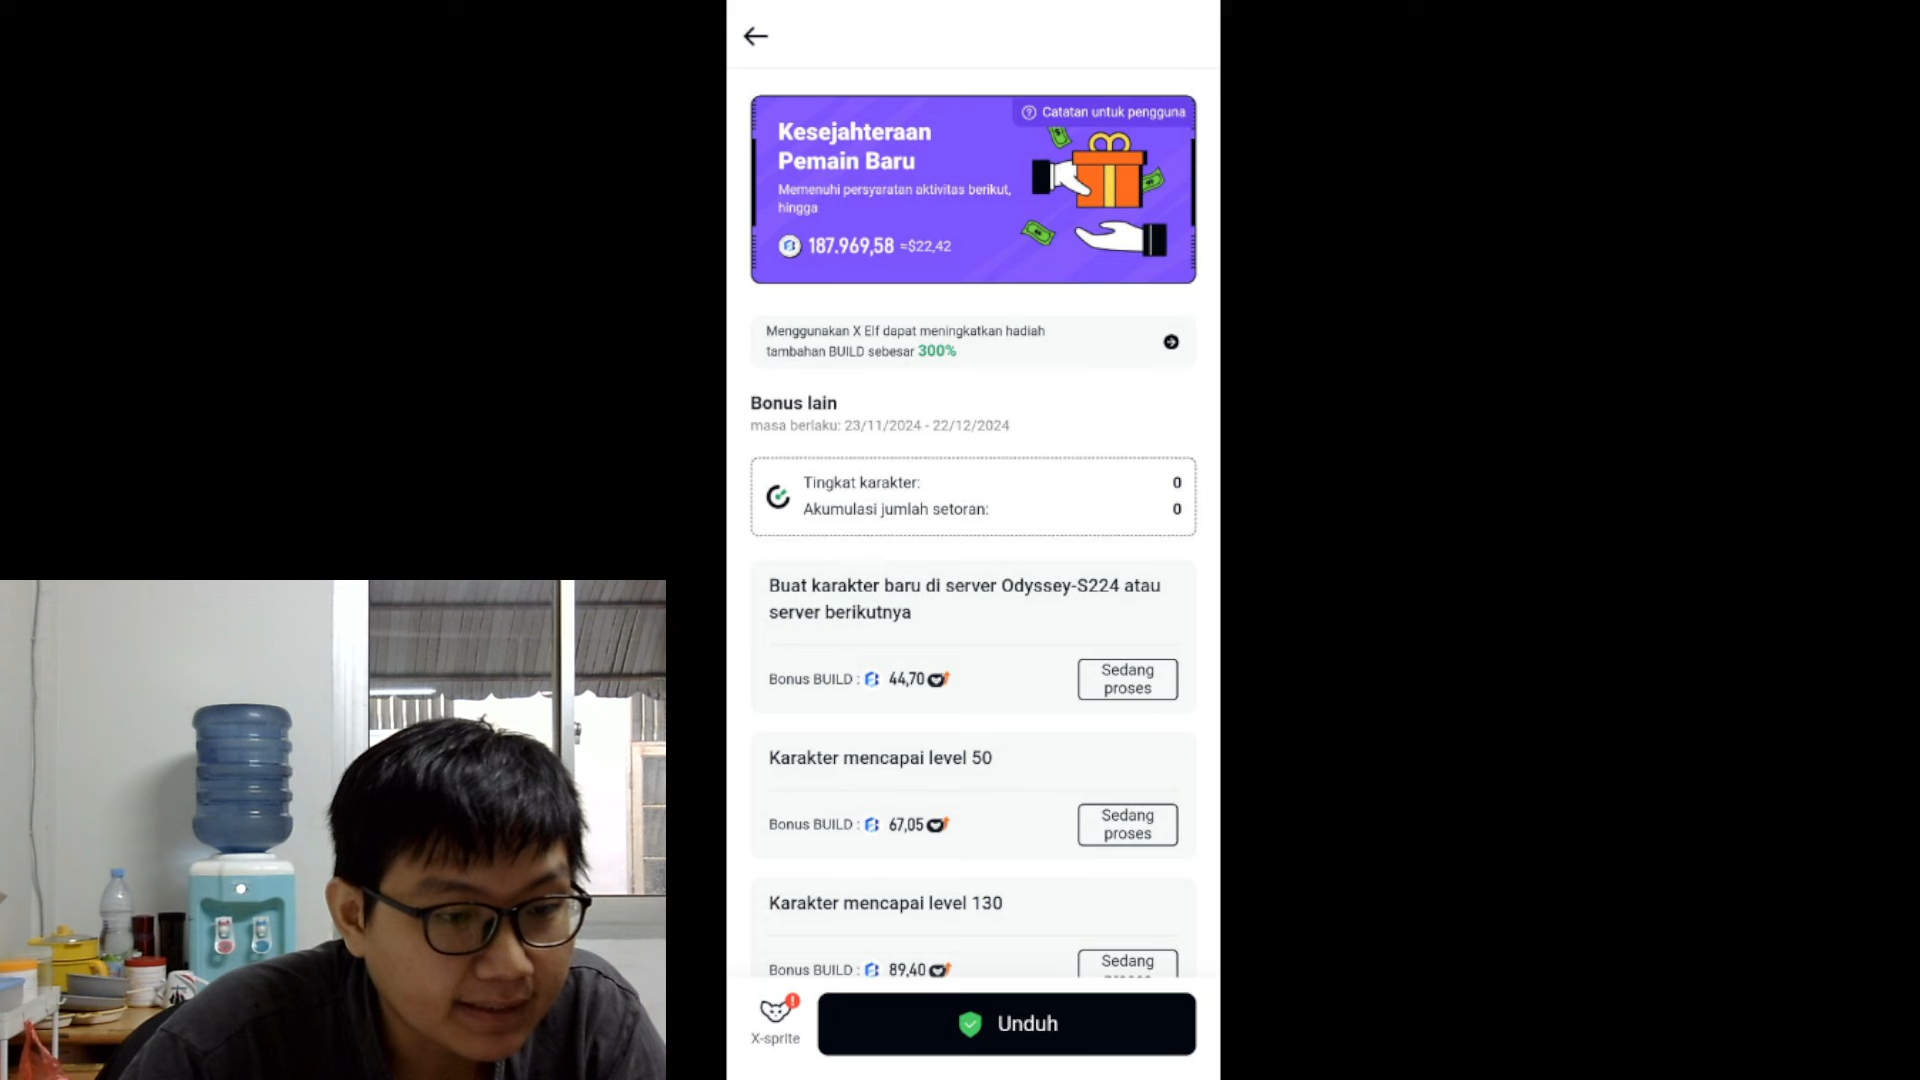 Catatan untuk pengguna
Kesejahteraan
Pemain Baru
Memenuhi persyaratan aktivitas berikut,
hingga
187.969,58 ≈$22,42
Menggunakan X Elf dapat meningkatkan hadiah
tambahan BUILD sebesar 300%
Bonus lain
masa berlaku: 23/11/2024 - 22/12/2024
Tingkat karakter: 0
Akumulasi jumlah setoran: 0
Buat karakter baru di server Odyssey-S224 atau
server berikutnya
Bonus BUILD : 44,70
Sedang
proses
Karakter mencapai level 50
Bonus BUILD : 67,05
Sedang
proses
Karakter mencapai level 130
Bonus BUILD : 89,40
Sedang
X-sprite
Unduh